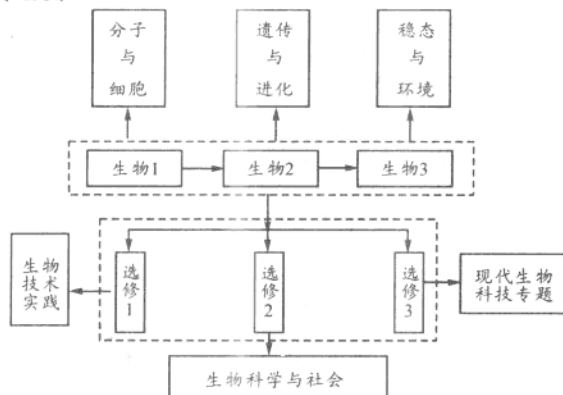 分子
与
细胞
遗传
与
进化
稳态
与
环境
生物1
生物2
生物3
生物
技术
实践
选修1
选修2
选修3
现代生物
科技专题
生物科学与社会